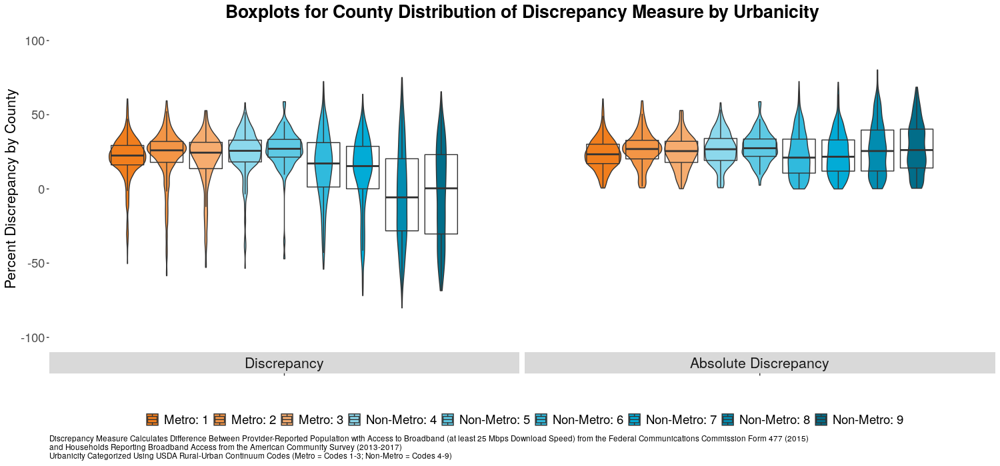 Boxplots for County Distribution of Discrepancy Measure by Urbanicity
Percent Discrepancy by County
100
50
0
-50
-100
Discrepancy
Absolute Discrepancy
Metro: 1 Metro: 2 Metro: 3 Non-Metro: 4 Non-Metro: 5 Non-Metro: 6 Non-Metro: 7 Non-Metro: 8 Non-Metro: 9
Discrepancy Measure Calculates Difference Between Provider-Reported Population with Access to Broadband (at least 25 Mbps Download Speed) from the Federal Communications Commission Form 477 (2015)
and Households Reporting Broadband Access from the American Community Survey (2013-2017)
Urbanicity Categorized Using USDA Rural-Urban Continuum Codes (Metro = Codes 1-3; Non-Metro = Codes 4-9)